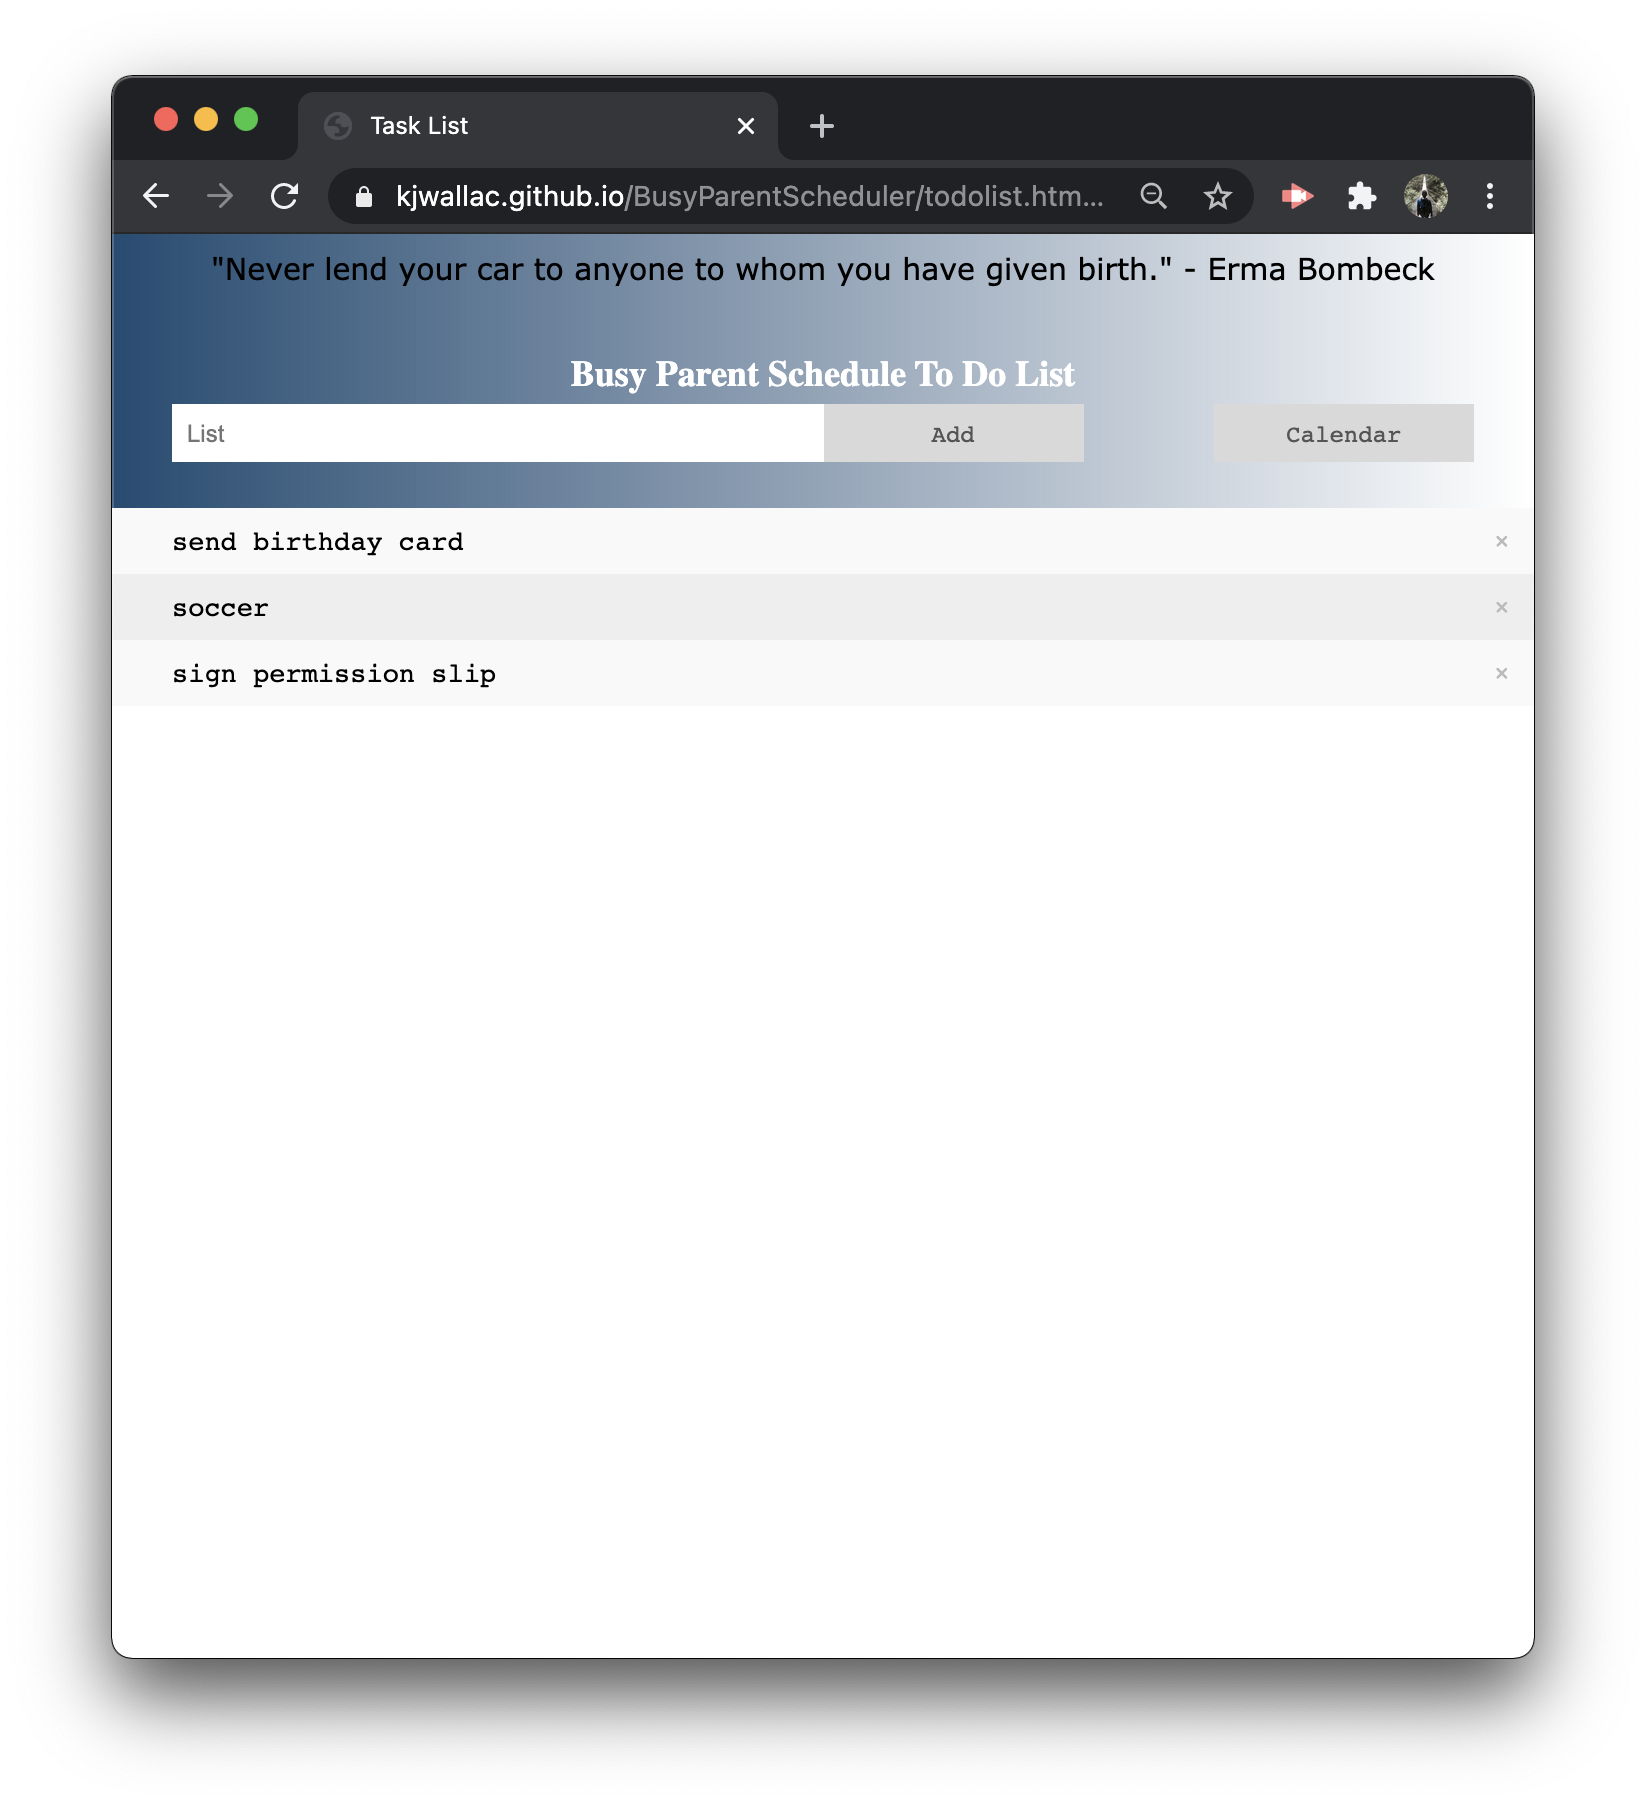 Task List
kjwallac.github.io/BusyParentScheduler/todolist.htm...
"Never lend your car to anyone to whom you have given birth." - Erma Bombeck
Busy Parent Schedule To Do List
List Add Calendar
send birthday card ×
soccer ×
sign permission slip ×